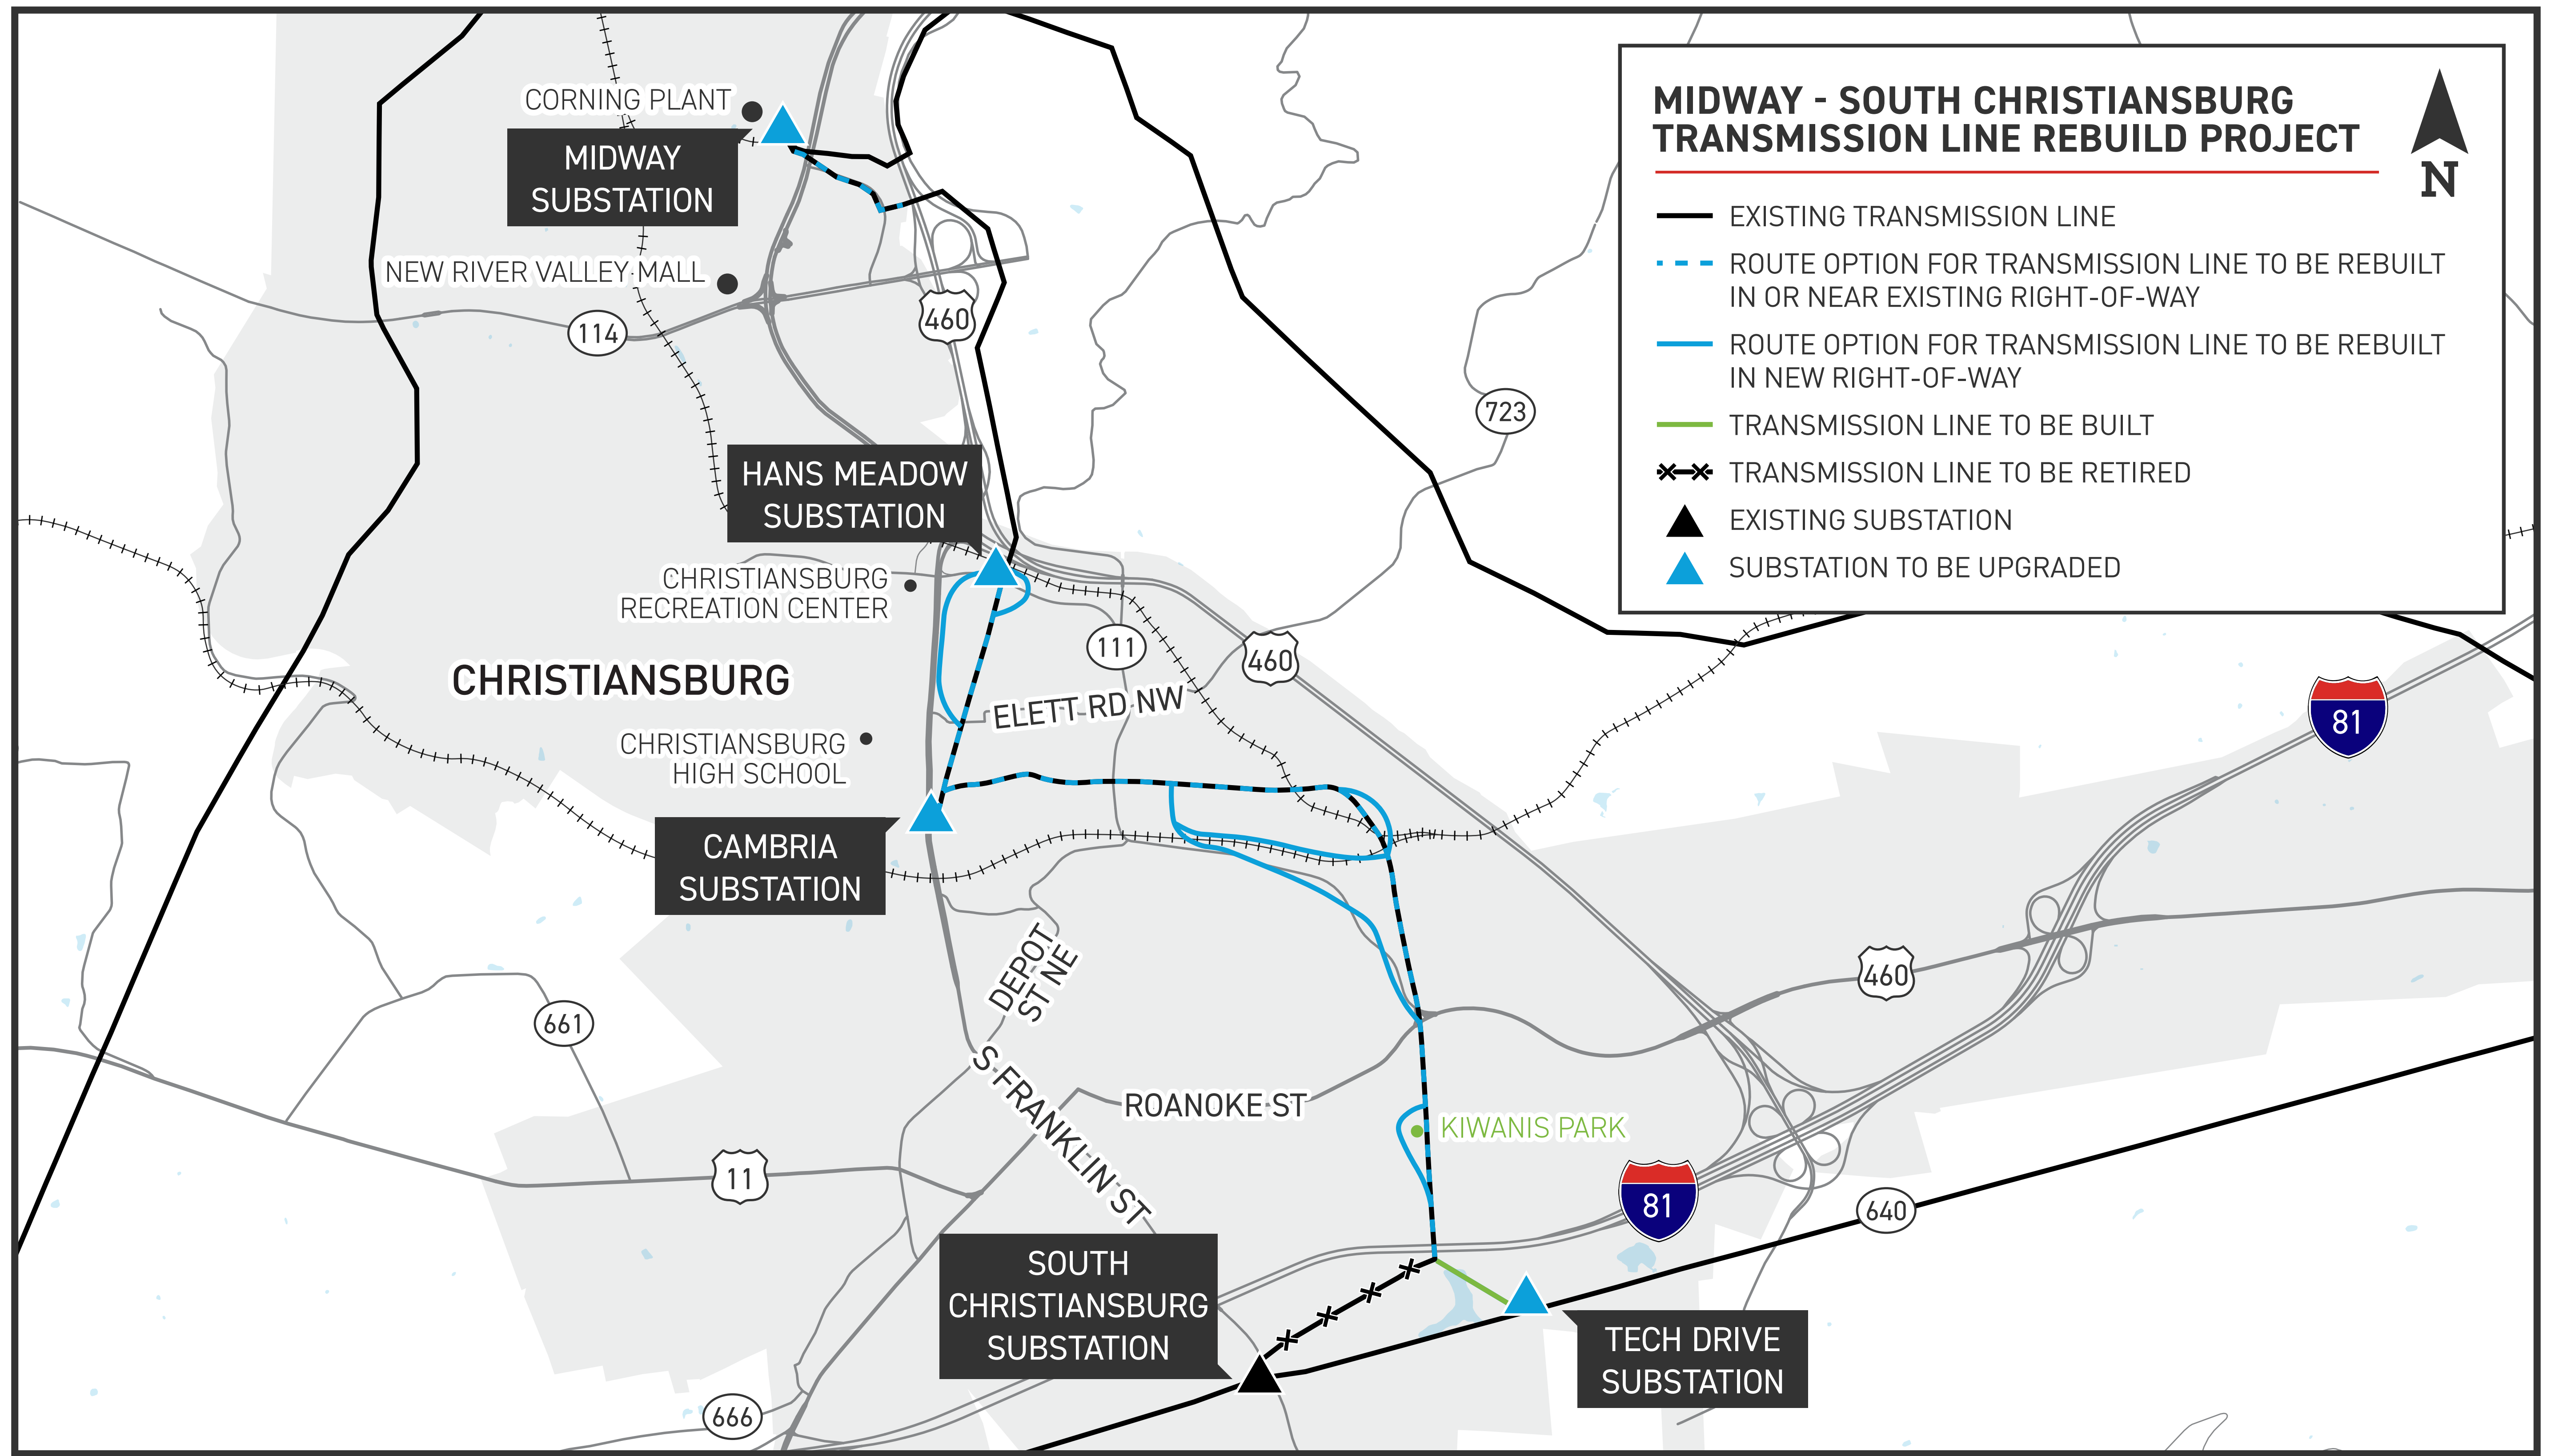 MIDWAY - SOUTH CHRISTIANSBURG
TRANSMISSION LINE REBUILD PROJECT
N
EXISTING TRANSMISSION LINE
ROUTE OPTION FOR TRANSMISSION LINE TO BE REBUILT
IN OR NEAR EXISTING RIGHT-OF-WAY
ROUTE OPTION FOR TRANSMISSION LINE TO BE REBUILT
IN NEW RIGHT-OF-WAY
TRANSMISSION LINE TO BE BUILT
TRANSMISSION LINE TO BE RETIRED
EXISTING SUBSTATION
SUBSTATION TO BE UPGRADED
CORNING PLANT
MIDWAY
SUBSTATION
NEW RIVER VALLEY MALL
114
460
723
HANS MEADOW
SUBSTATION
CHRISTIANSBURG
RECREATION CENTER
111
460
CHRISTIANSBURG
ELETT RD NW
81
CHRISTIANSBURG
HIGH SCHOOL
CAMBRIA
SUBSTATION
DEPOT
ST NE
460
661
S FRANKLIN ST
ROANOKE ST
KIWANIS PARK
11
81
640
SOUTH
CHRISTIANSBURG
SUBSTATION
TECH DRIVE
SUBSTATION
666